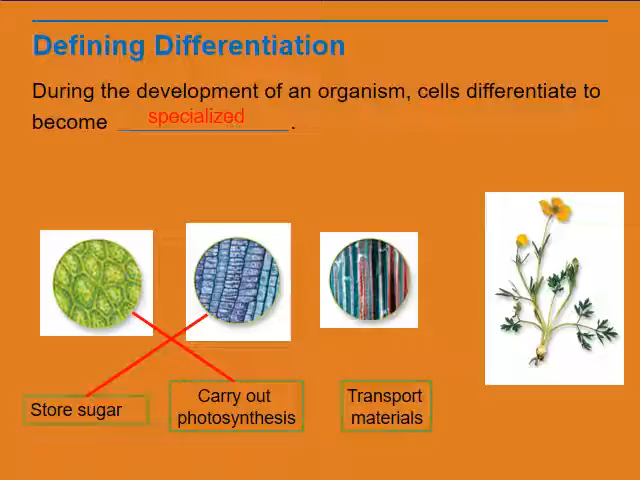 Defining Differentiation
During the development of an organism, cells differentiate to
become specialized.
Store sugar
Carry out
photosynthesis
Transport
materials